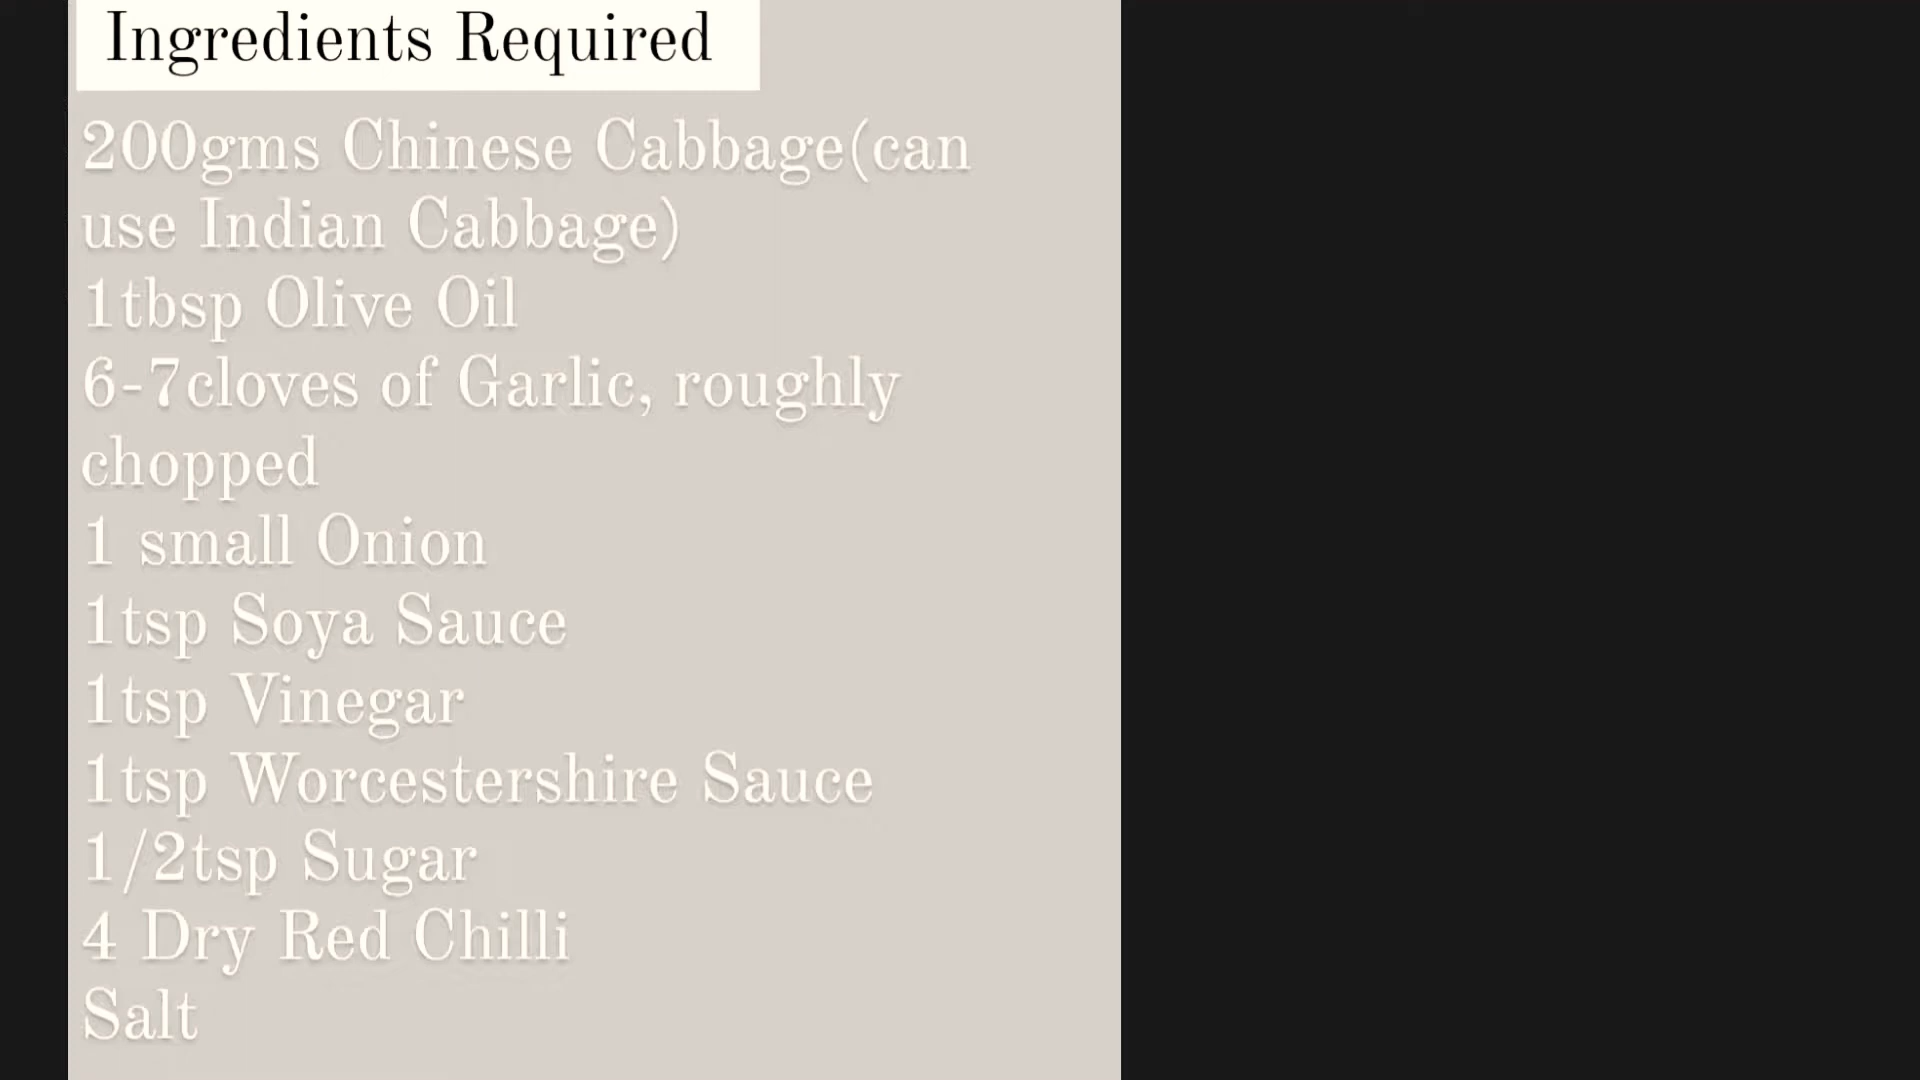 Ingredients Required
200gms Chinese Cabbage(can
use Indian Cabbage)
1tbsp Olive Oil
6-7cloves of Garlic, roughly
chopped
1 small Onion
1tsp Soya Sauce
1tsp Vinegar
1tsp Worcestershire Sauce
1/2tsp Sugar
4 Dry Red Chilli
Salt